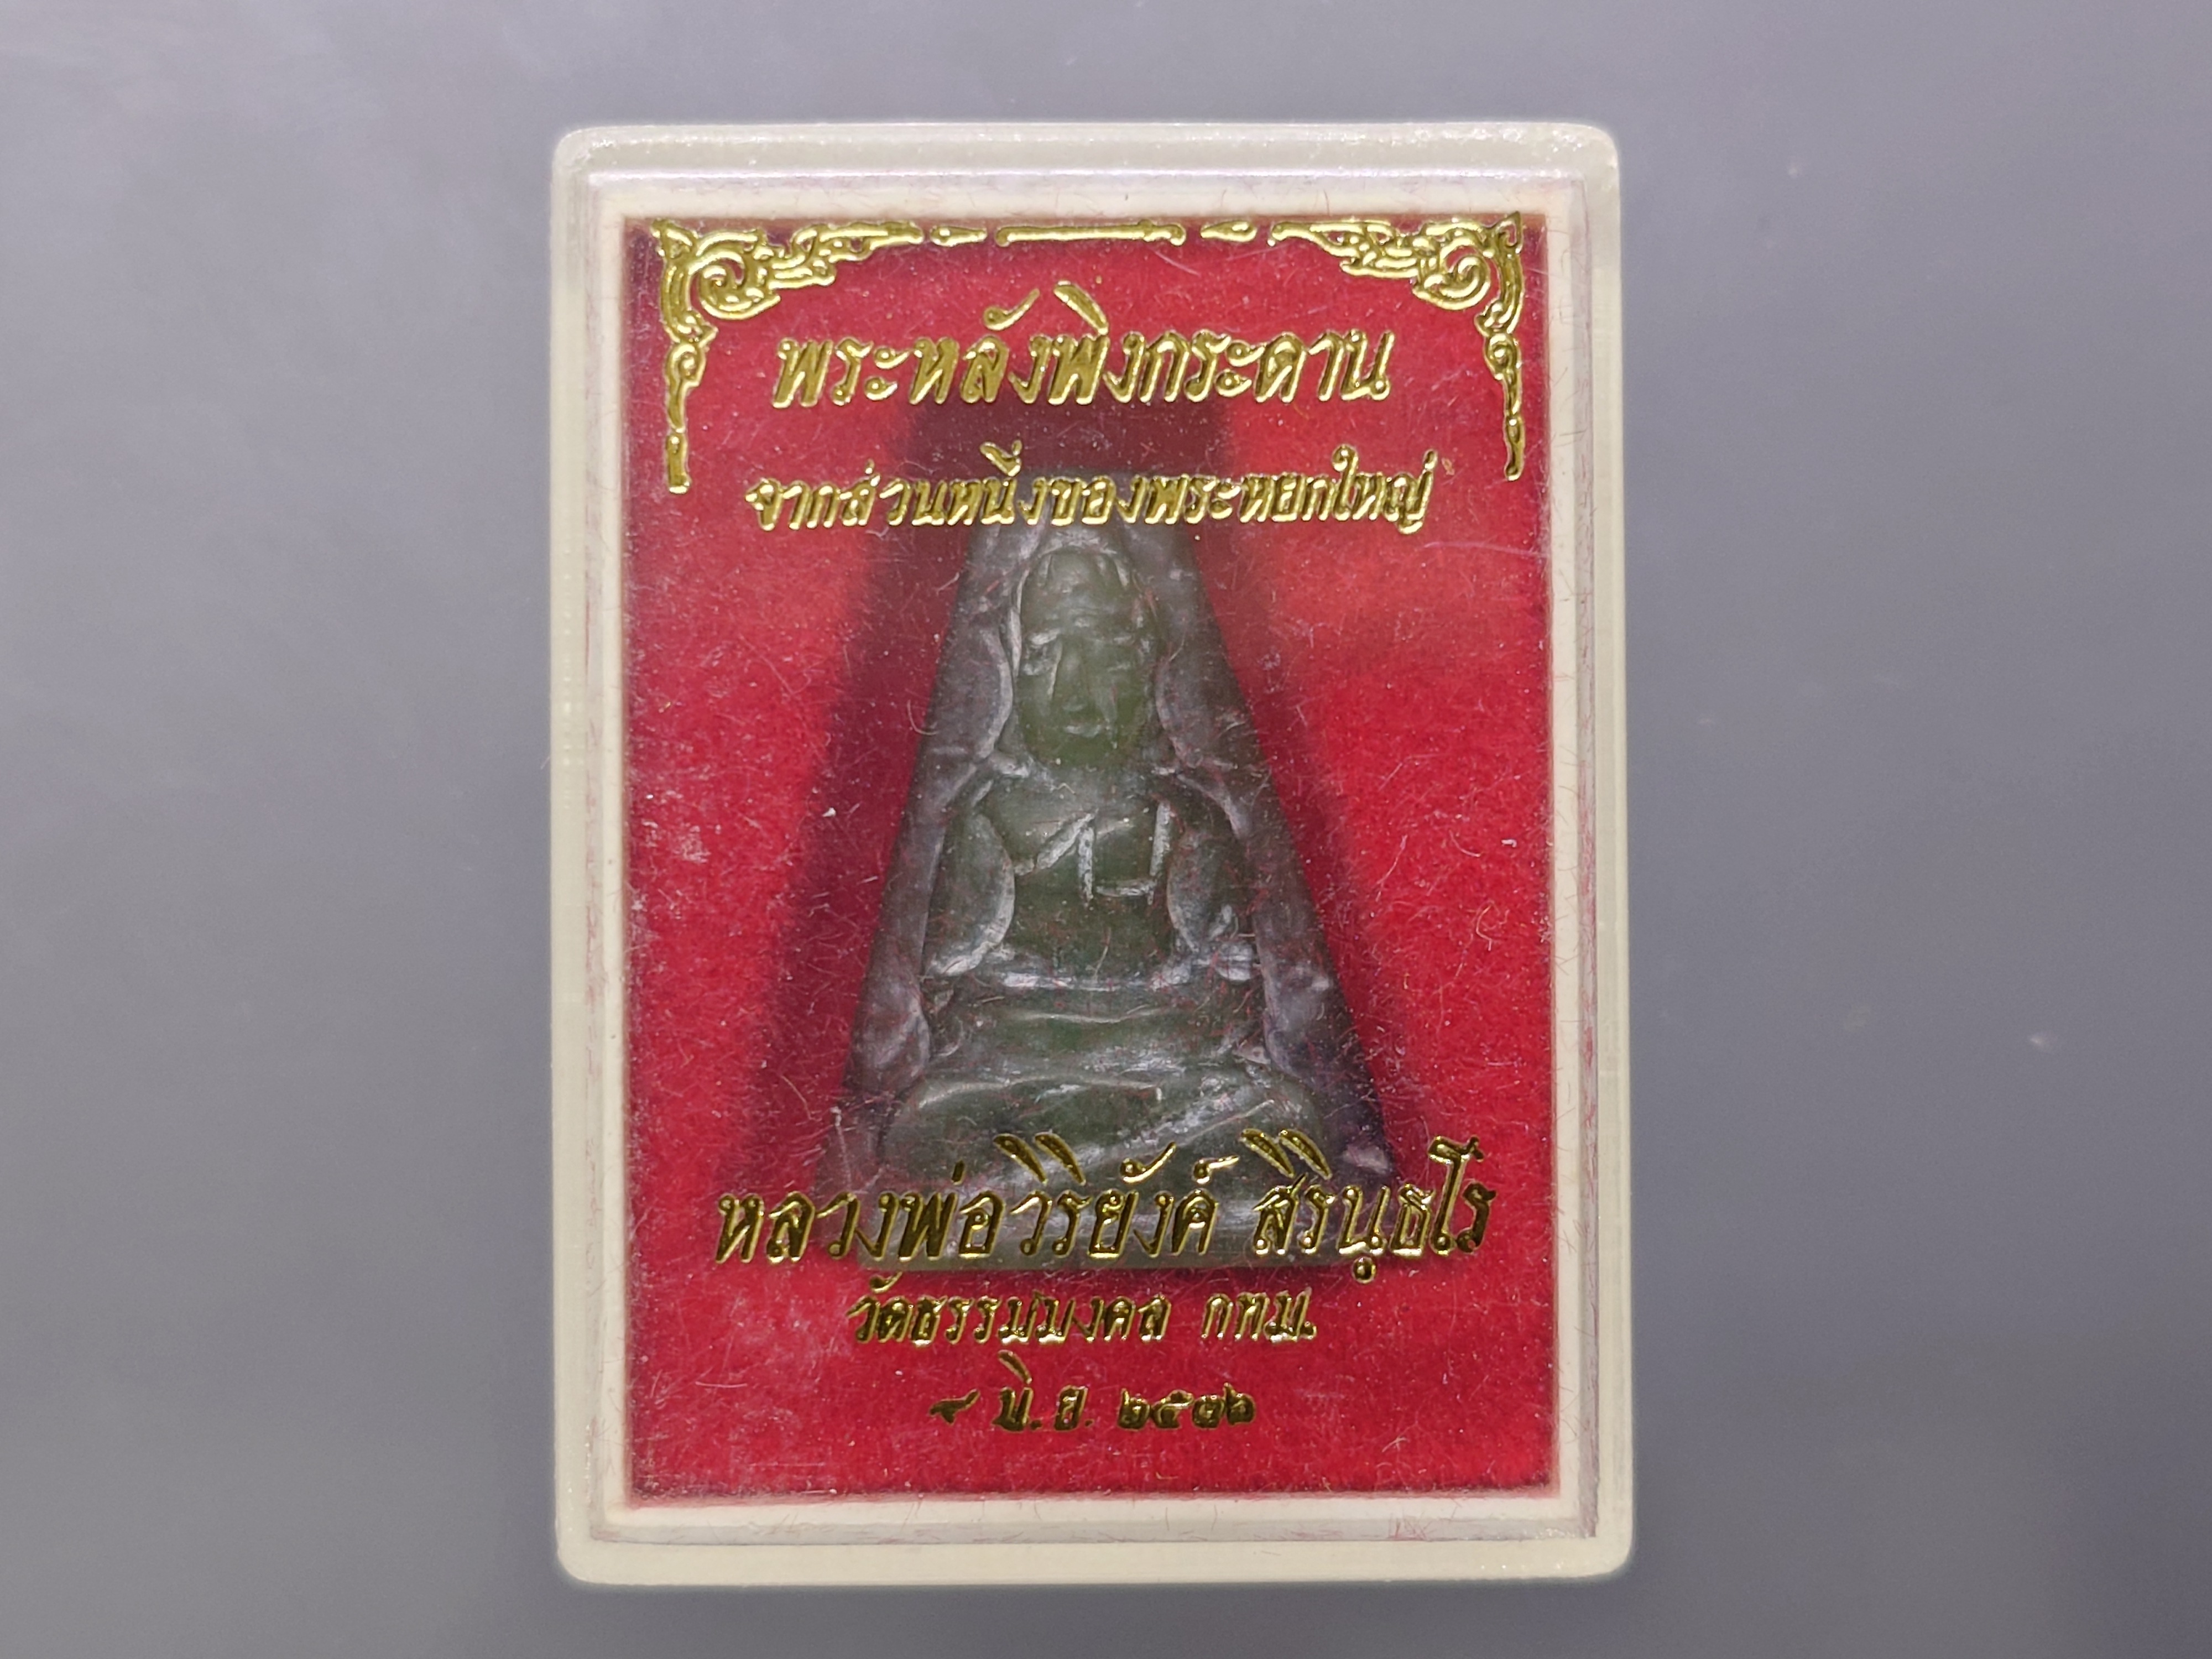 พระหลังพิงกระดาน
จากส่วนหนึ่งของพระหยกใหญ่
หลวงพ่อวิริยังค์ สิรินฺธโร
วัดธรรมมงคล กทม.
๘ มิ.ย. ๒๕๓๖